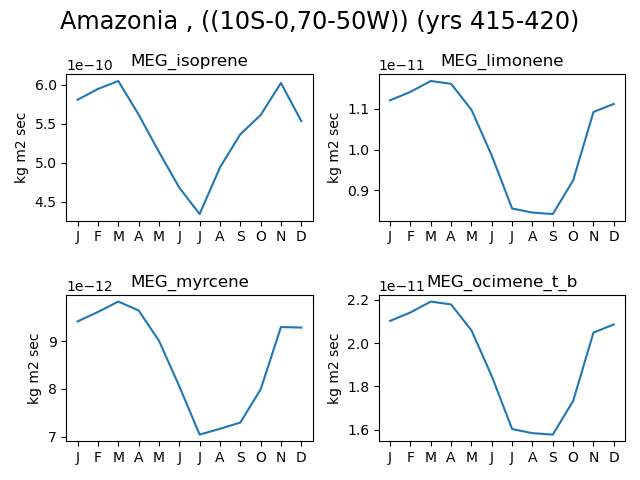 Amazonia , ((10S-0,70-50W)) (yrs 415-420)
MEG_isoprene
1e−10
kg m2 sec
6.0
5.5
5.0
4.5
J F M A M J J A S O N D
MEG_limonene
1e−11
kg m2 sec
1.1
1.0
0.9
J F M A M J J A S O N D
MEG_myrcene
1e−12
kg m2 sec
9
8
7
J F M A M J J A S O N D
MEG_ocimene_t_b
1e−11
kg m2 sec
2.2
2.0
1.8
1.6
J F M A M J J A S O N D